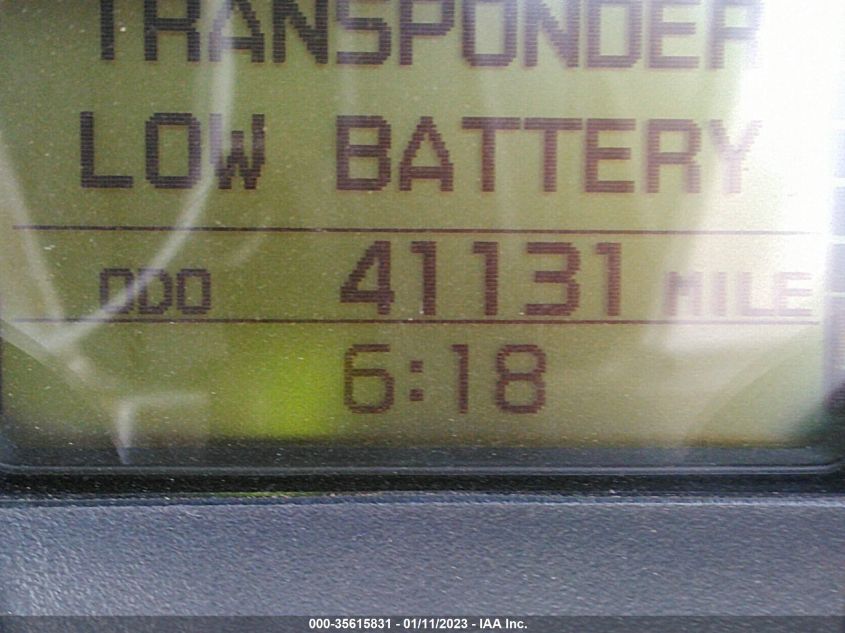 TRANSPONDER
LOW BATTERY
ODO 41131 MILE
6:18
000-35615831 - 01/11/2023 - IAA Inc.